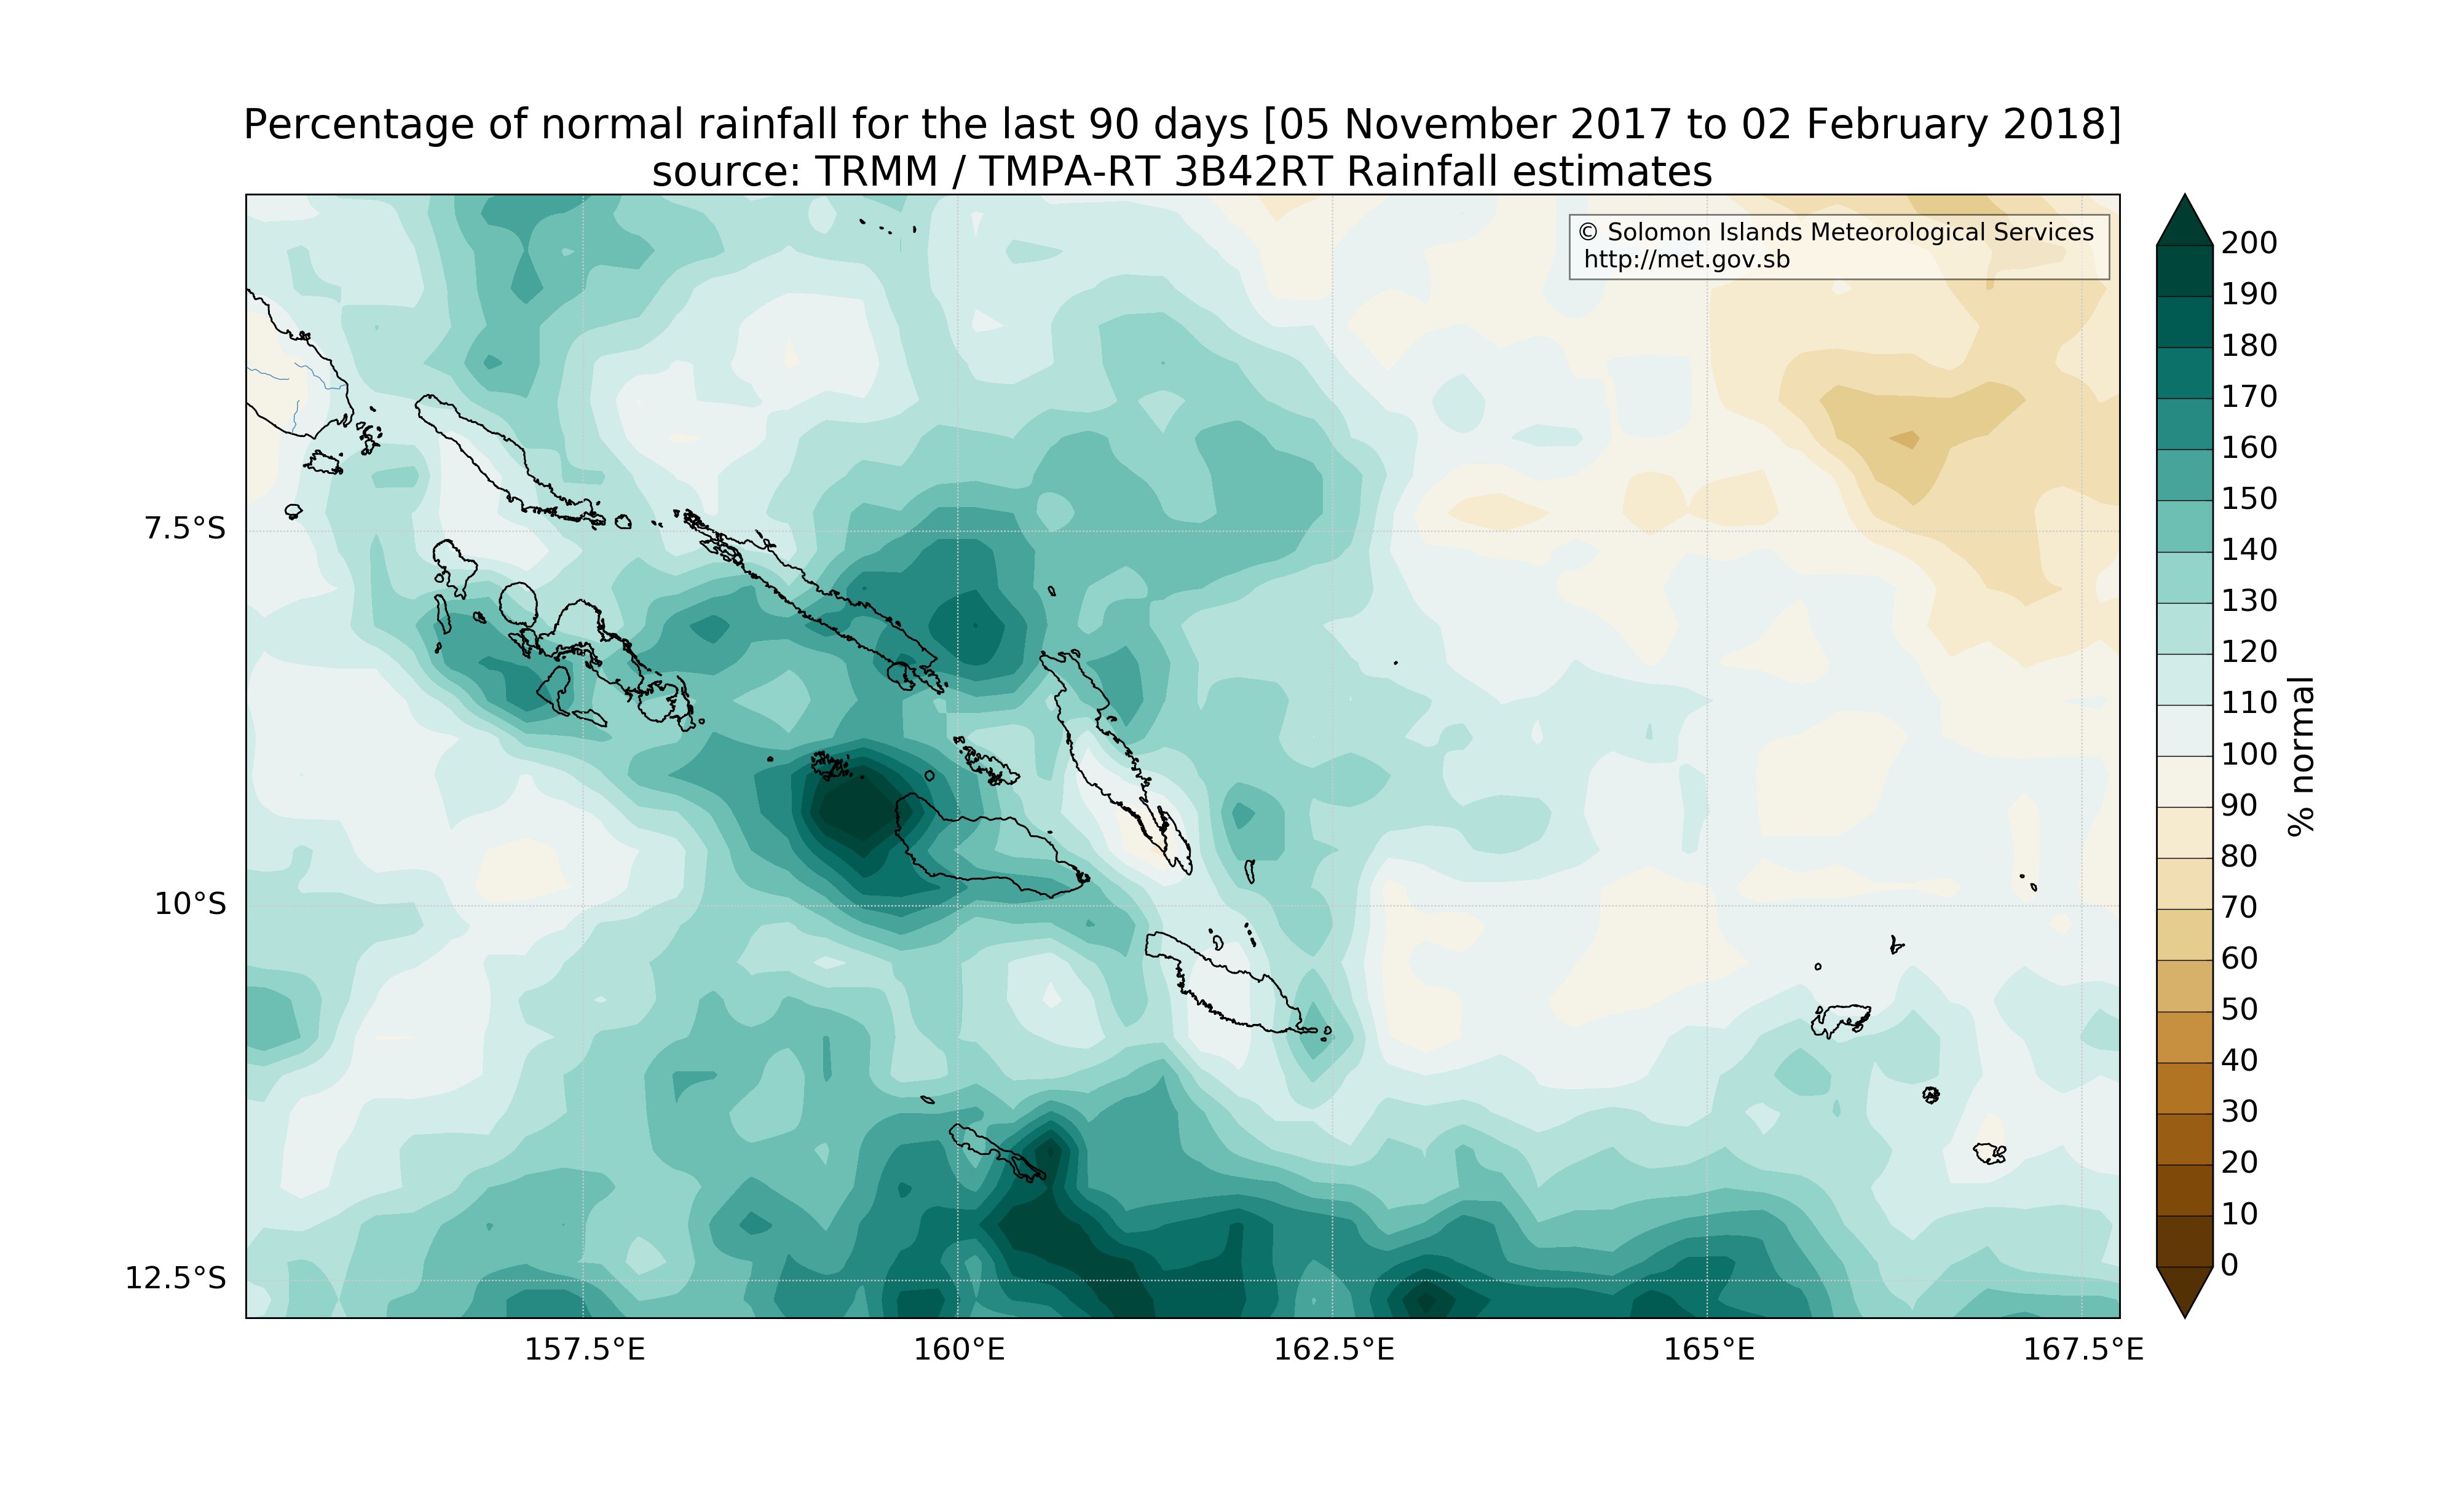 Percentage of normal rainfall for the last 90 days [05 November 2017 to 02 February 2018]
source: TRMM / TMPA-RT 3B42RT Rainfall estimates
© Solomon Islands Meteorological Services
http://met.gov.sb
7.5°S
10°S
12.5°S
157.5°E
160°E
162.5°E
165°E
167.5°E
200
190
180
170
160
150
140
130
120
110
100
90
80
70
60
50
40
30
20
10
0
% normal